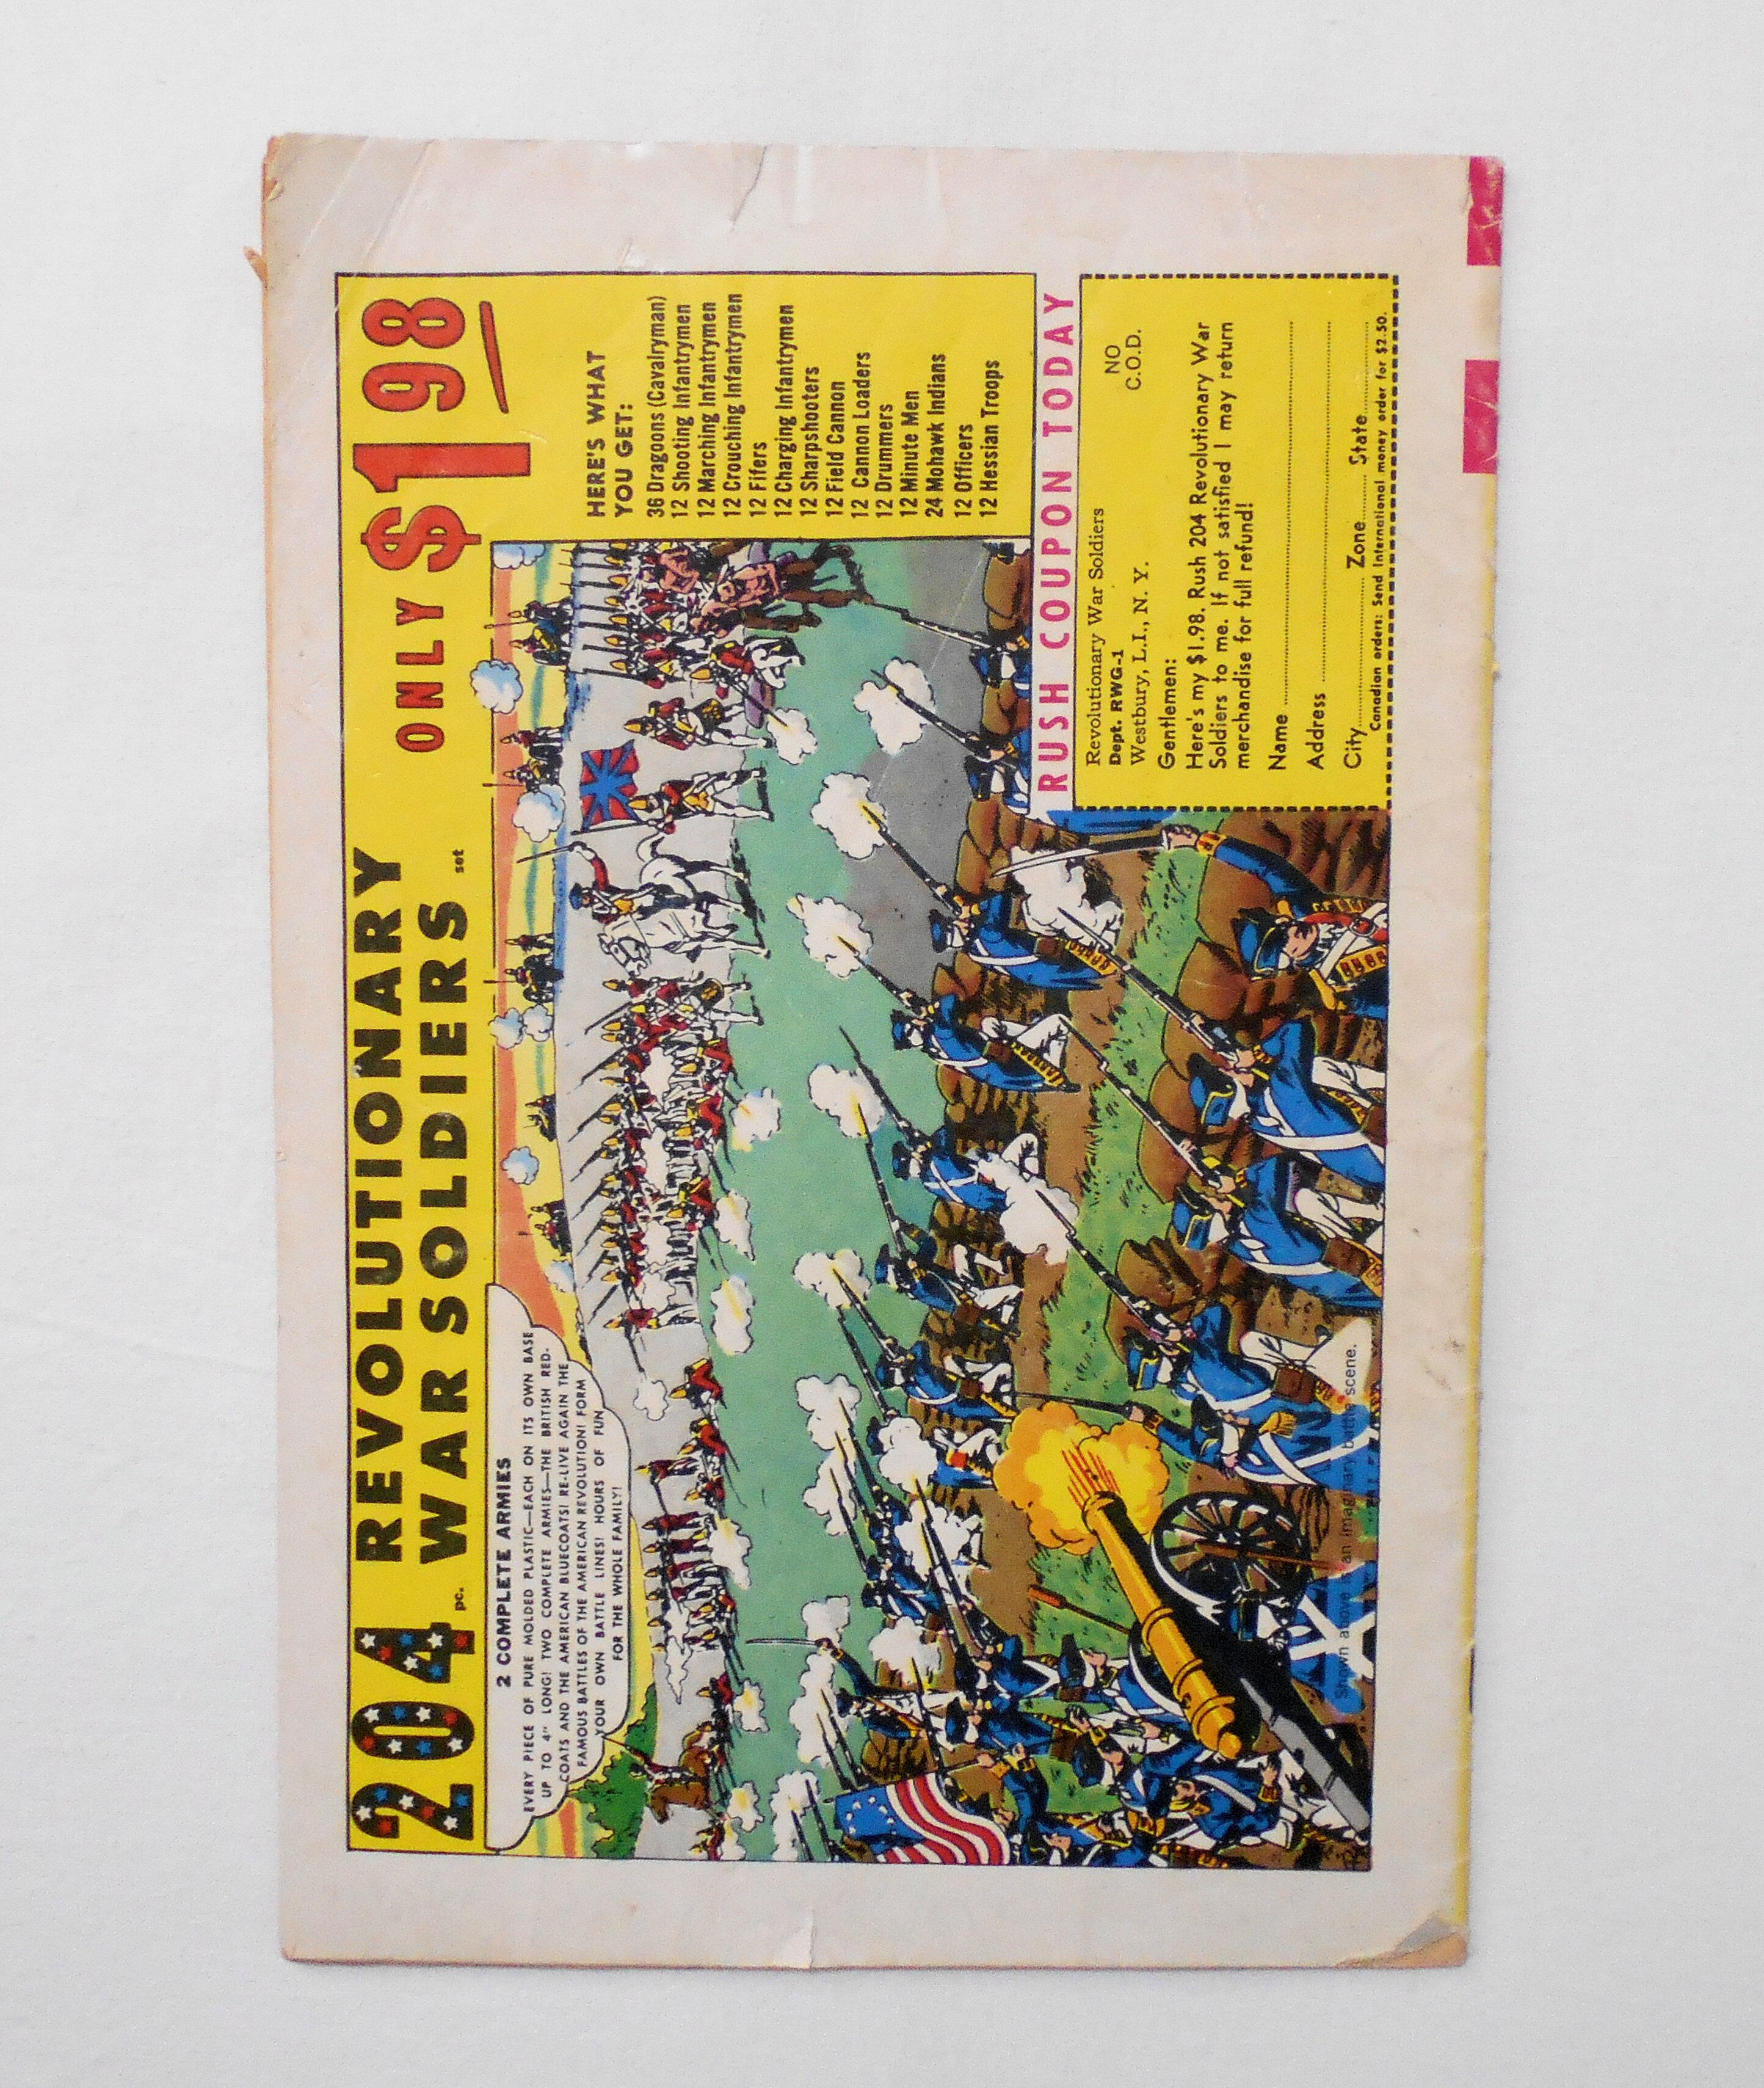 204 pc. REVOLUTIONARY
WAR SOLDIERS set
ONLY $1 98
2 COMPLETE ARMIES
EVERY PIECE OF PURE MOLDED PLASTIC—EACH ON ITS OWN BASE
UP TO 4" LONG! TWO COMPLETE ARMIES—THE BRITISH RED-
COATS AND THE AMERICAN BLUECOATS! RE-LIVE AGAIN THE
FAMOUS BATTLES OF THE AMERICAN REVOLUTION! FORM
YOUR OWN BATTLE LINES! HOURS OF FUN
FOR THE WHOLE FAMILY!
HERE'S WHAT
YOU GET:
36 Dragoons (Cavalryman)
12 Shooting Infantrymen
12 Marching Infantrymen
12 Crouching Infantrymen
12 Fifers
12 Charging Infantrymen
12 Sharpshooters
12 Field Cannon
12 Cannon Loaders
12 Drummers
12 Minute Men
24 Mohawk Indians
12 Officers
12 Hessian Troops
RUSH COUPON TODAY
Revolutionary War Soldiers
Dept. RWG-1
Westbury, L.I., N. Y.
NO
C.O.D.
Gentlemen:
Here's my $1.98. Rush 204 Revolutionary War
Soldiers to me. If not satisfied I may return
merchandise for full refund!
Name
Address
City Zone State
Canadian orders: Send International money order for $2.50.
Shown an imaginary battle scene.